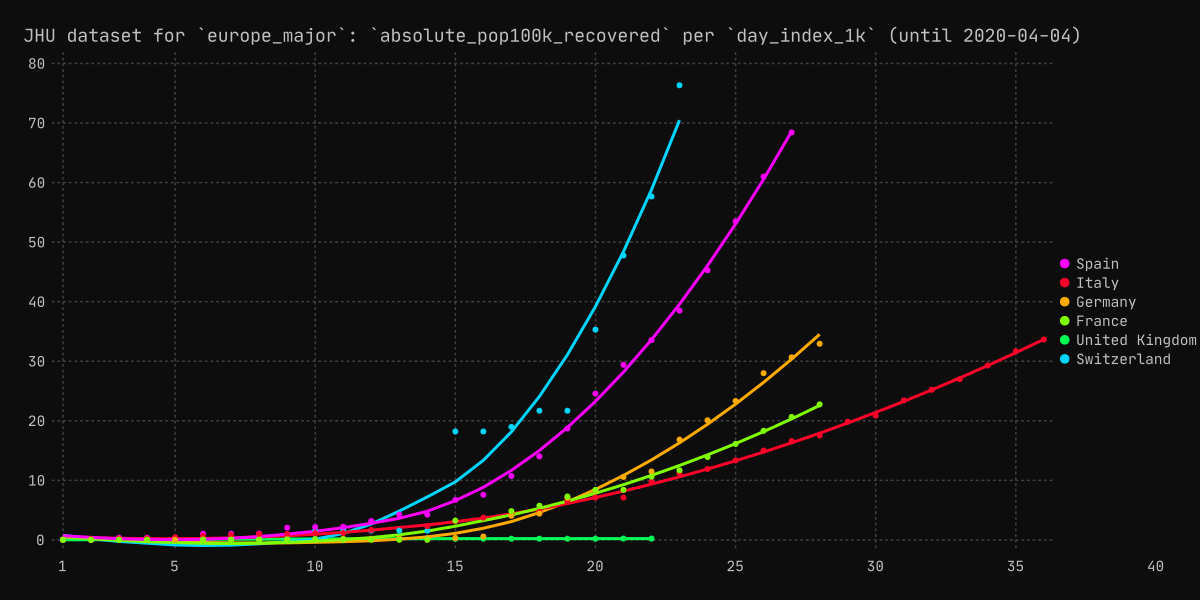 JHU dataset for `europe_major`: `absolute_pop100k_recovered` per `day_index_1k` (until 2020-04-04)
80
70
60
50
40
30
20
10
0
Spain
Italy
Germany
France
United Kingdom
Switzerland
1 5 10 15 20 25 30 35 40